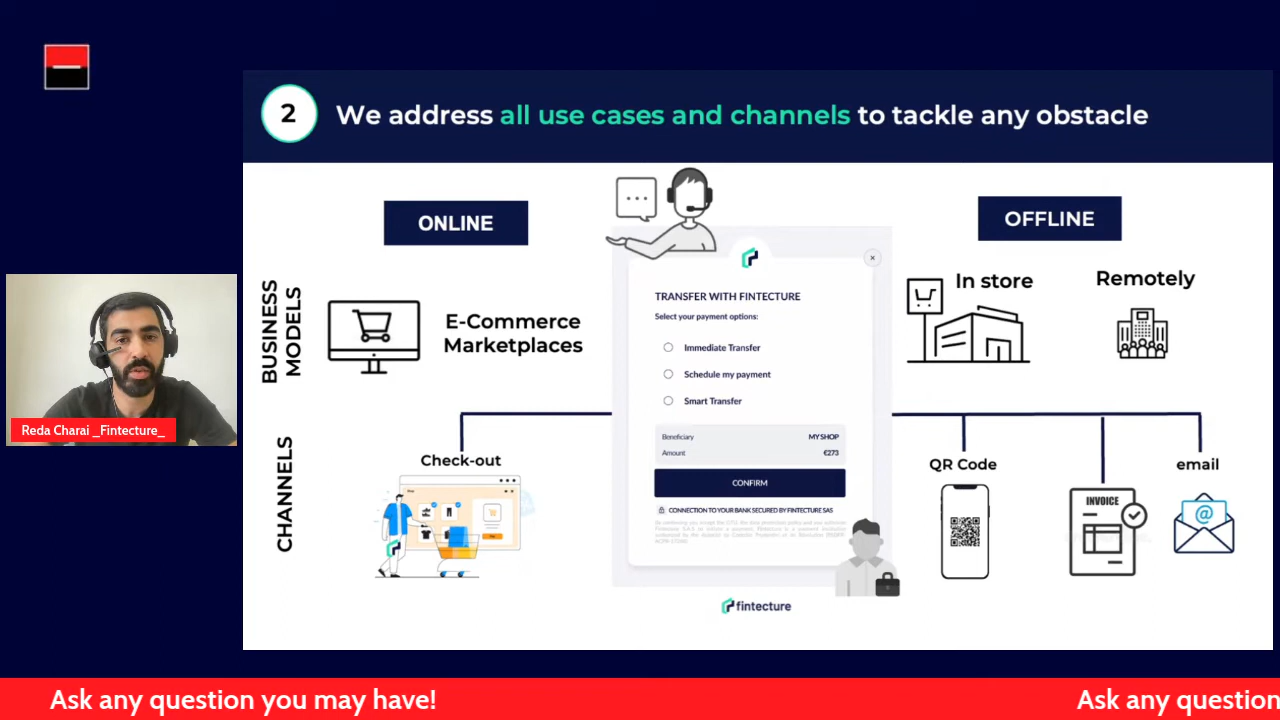 2
We address all use cases and channels to tackle any obstacle
ONLINE
OFFLINE
BUSINESS
MODELS
E-Commerce
Marketplaces
In store
Remotely
TRANSFER WITH FINTECTURE
Select your payment options:
Immediate Transfer
Schedule my payment
Smart Transfer
Beneficiary MY SHOP
Amount €273
CONFIRM
CONNECTION TO YOUR BANK SECURED BY FINTECTURE SAS
fintecture
CHANNELS
Check-out
QR Code
INVOICE
email
@
Reda Charai _Fintecture_
Ask any question you may have!
Ask any question